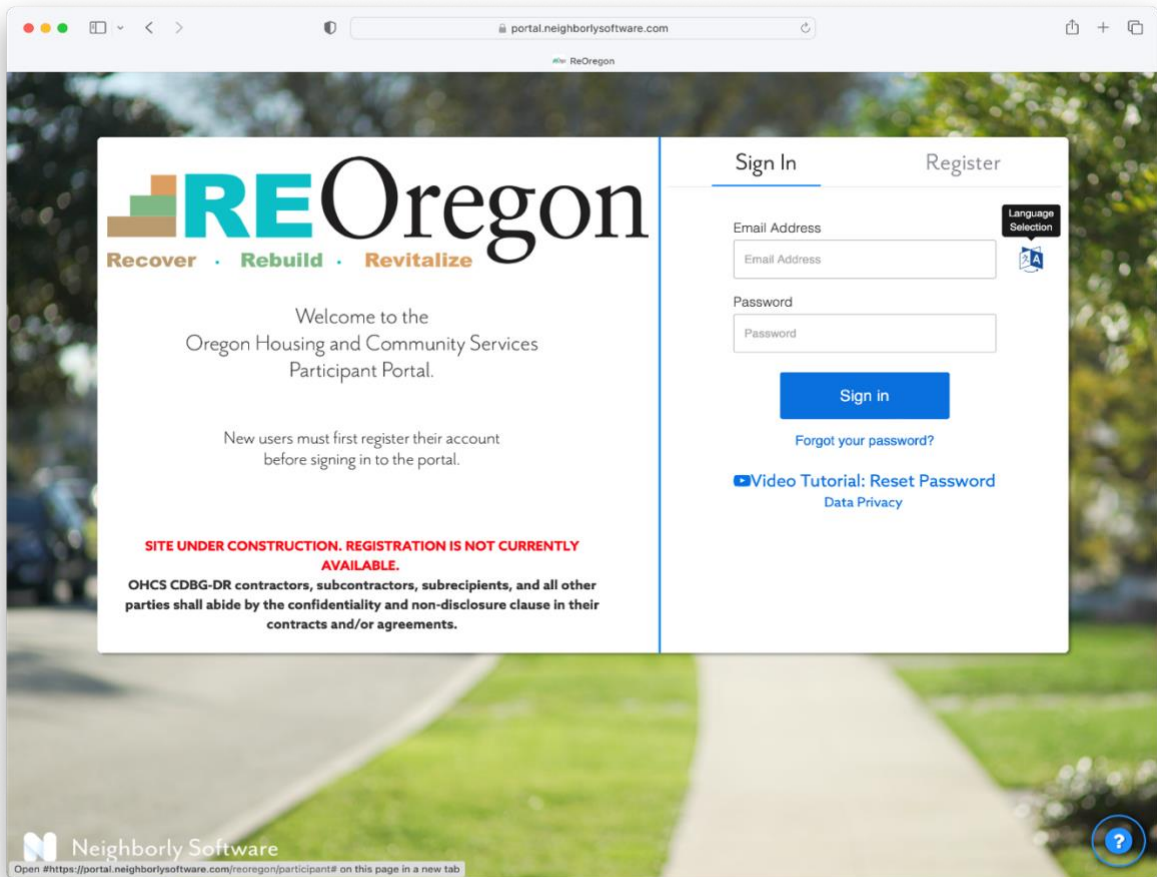 portal.neighborlysoftware.com
ReOregon
REOregon
Recover · Rebuild · Revitalize
Welcome to the
Oregon Housing and Community Services
Participant Portal.
New users must first register their account
before signing in to the portal.
SITE UNDER CONSTRUCTION. REGISTRATION IS NOT CURRENTLY
AVAILABLE.
OHCS CDBG-DR contractors, subcontractors, subrecipients, and all other
parties shall abide by the confidentiality and non-disclosure clause in their
contracts and/or agreements.
Sign In
Register
Language
Selection
Email Address
Email Address
A
Password
Password
Sign in
Forgot your password?
Video Tutorial: Reset Password
Data Privacy
Neighborly Software
?
Open #https://portal.neighborlysoftware.com/reoregon/participant# on this page in a new tab